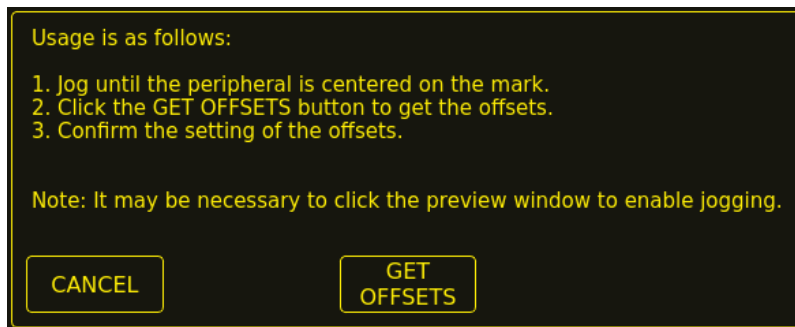 Usage is as follows:
1. Jog until the peripheral is centered on the mark.
2. Click the GET OFFSETS button to get the offsets.
3. Confirm the setting of the offsets.
Note: It may be necessary to click the preview window to enable jogging.
CANCEL
GET
OFFSETS